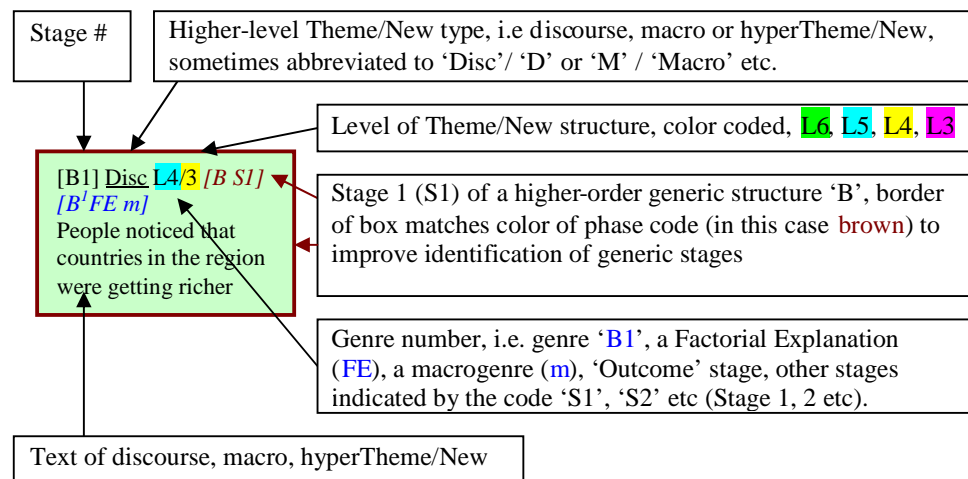 Stage #
Higher-level Theme/New type, i.e discourse, macro or hyperTheme/New,
sometimes abbreviated to ‘Disc’/ ‘D’ or ‘M’ / ‘Macro’ etc.
Level of Theme/New structure, color coded, L6, L5, L4, L3
[B1] Disc L4/3 [B S1]
[B¹FE m]
People noticed that
countries in the region
were getting richer
Stage 1 (S1) of a higher-order generic structure ‘B’, border
of box matches color of phase code (in this case brown) to
improve identification of generic stages
Genre number, i.e. genre ‘B1’, a Factorial Explanation
(FE), a macrogenre (m), ‘Outcome’ stage, other stages
indicated by the code ‘S1’, ‘S2’ etc (Stage 1, 2 etc).
Text of discourse, macro, hyperTheme/New